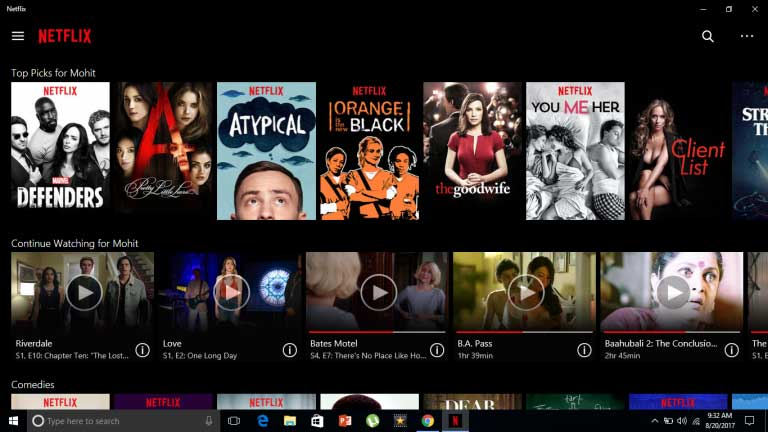 Netflix
NETFLIX
Top Picks for Mohit
NETFLIX
NETFLIX
NETFLIX
MARVEL
DEFENDERS
A
Pretty Little Liars
ATYPICAL
ORANGE
is the new
BLACK
the goodwife
YOU ME HER
the Client
List
STR
TH
Continue Watching for Mohit
Riverdale
S1, E10: Chapter Ten: "The Lost...
Love
S1, E2: One Long Day
Bates Motel
S4, E7: There's No Place Like Ho...
B.A. Pass
1hr 39min
Baahubali 2: The Conclusio...
2hr 45min
The
S1,
Comedies
NETFLIX
NETFLIX
DEAR
start
NETFLIX
Type here to search
9:32 AM
8/20/2017